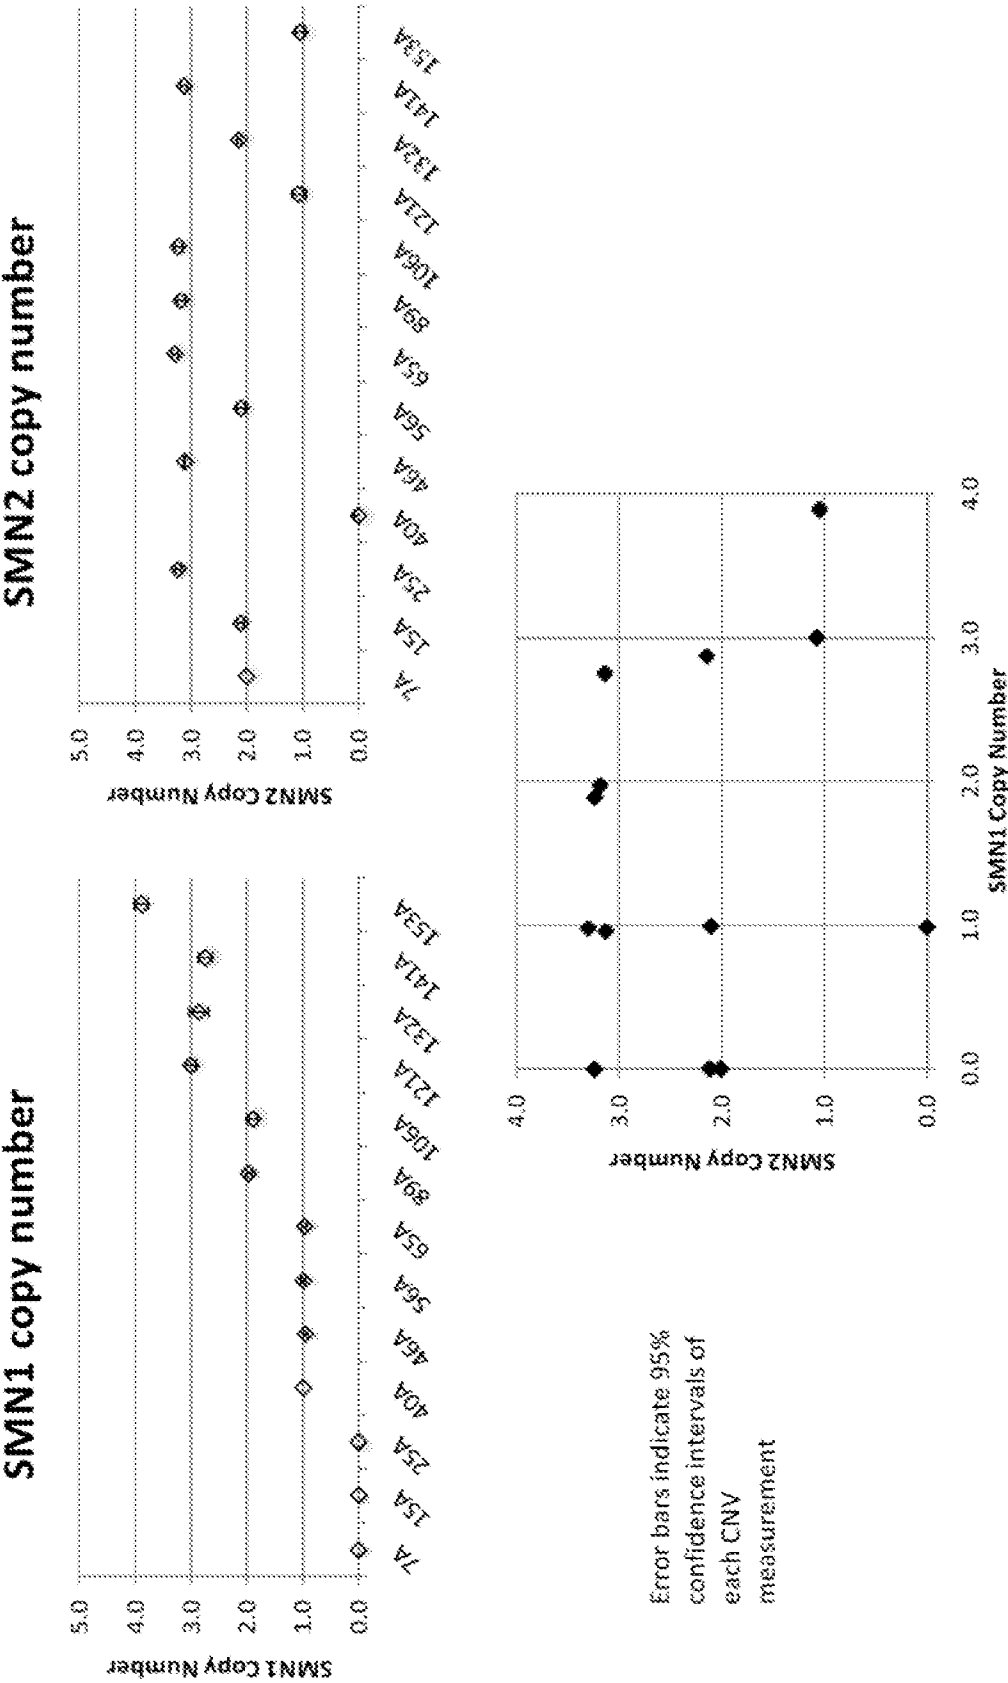 SMN1 copy number
SMN1 Copy Number
5.0
4.0
3.0
2.0
1.0
0.0
7A
15A
25A
40A
46A
56A
65A
89A
106A
121A
132A
141A
153A
SMN2 copy number
SMN2 Copy Number
5.0
4.0
3.0
2.0
1.0
0.0
7A
15A
25A
40A
46A
56A
65A
89A
106A
121A
132A
141A
153A
Error bars indicate 95%
confidence intervals of
each CNV
measurement
SMN2 Copy Number
4.0
3.0
2.0
1.0
0.0
0.0
1.0
2.0
3.0
4.0
SMN1 Copy Number